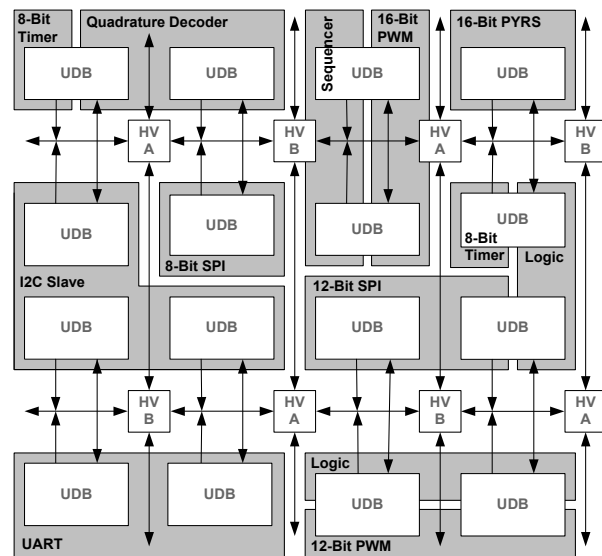 8-Bit
Timer
Quadrature Decoder
Sequencer
16-Bit
PWM
16-Bit PYRS
UDB
UDB
UDB
UDB
HV
A
HV
B
HV
A
HV
B
UDB
UDB
UDB
UDB
8-Bit SPI
8-Bit
Timer
Logic
I2C Slave
12-Bit SPI
UDB
UDB
UDB
UDB
HV
B
HV
A
HV
B
HV
A
Logic
UDB
UDB
UDB
UDB
UART
12-Bit PWM